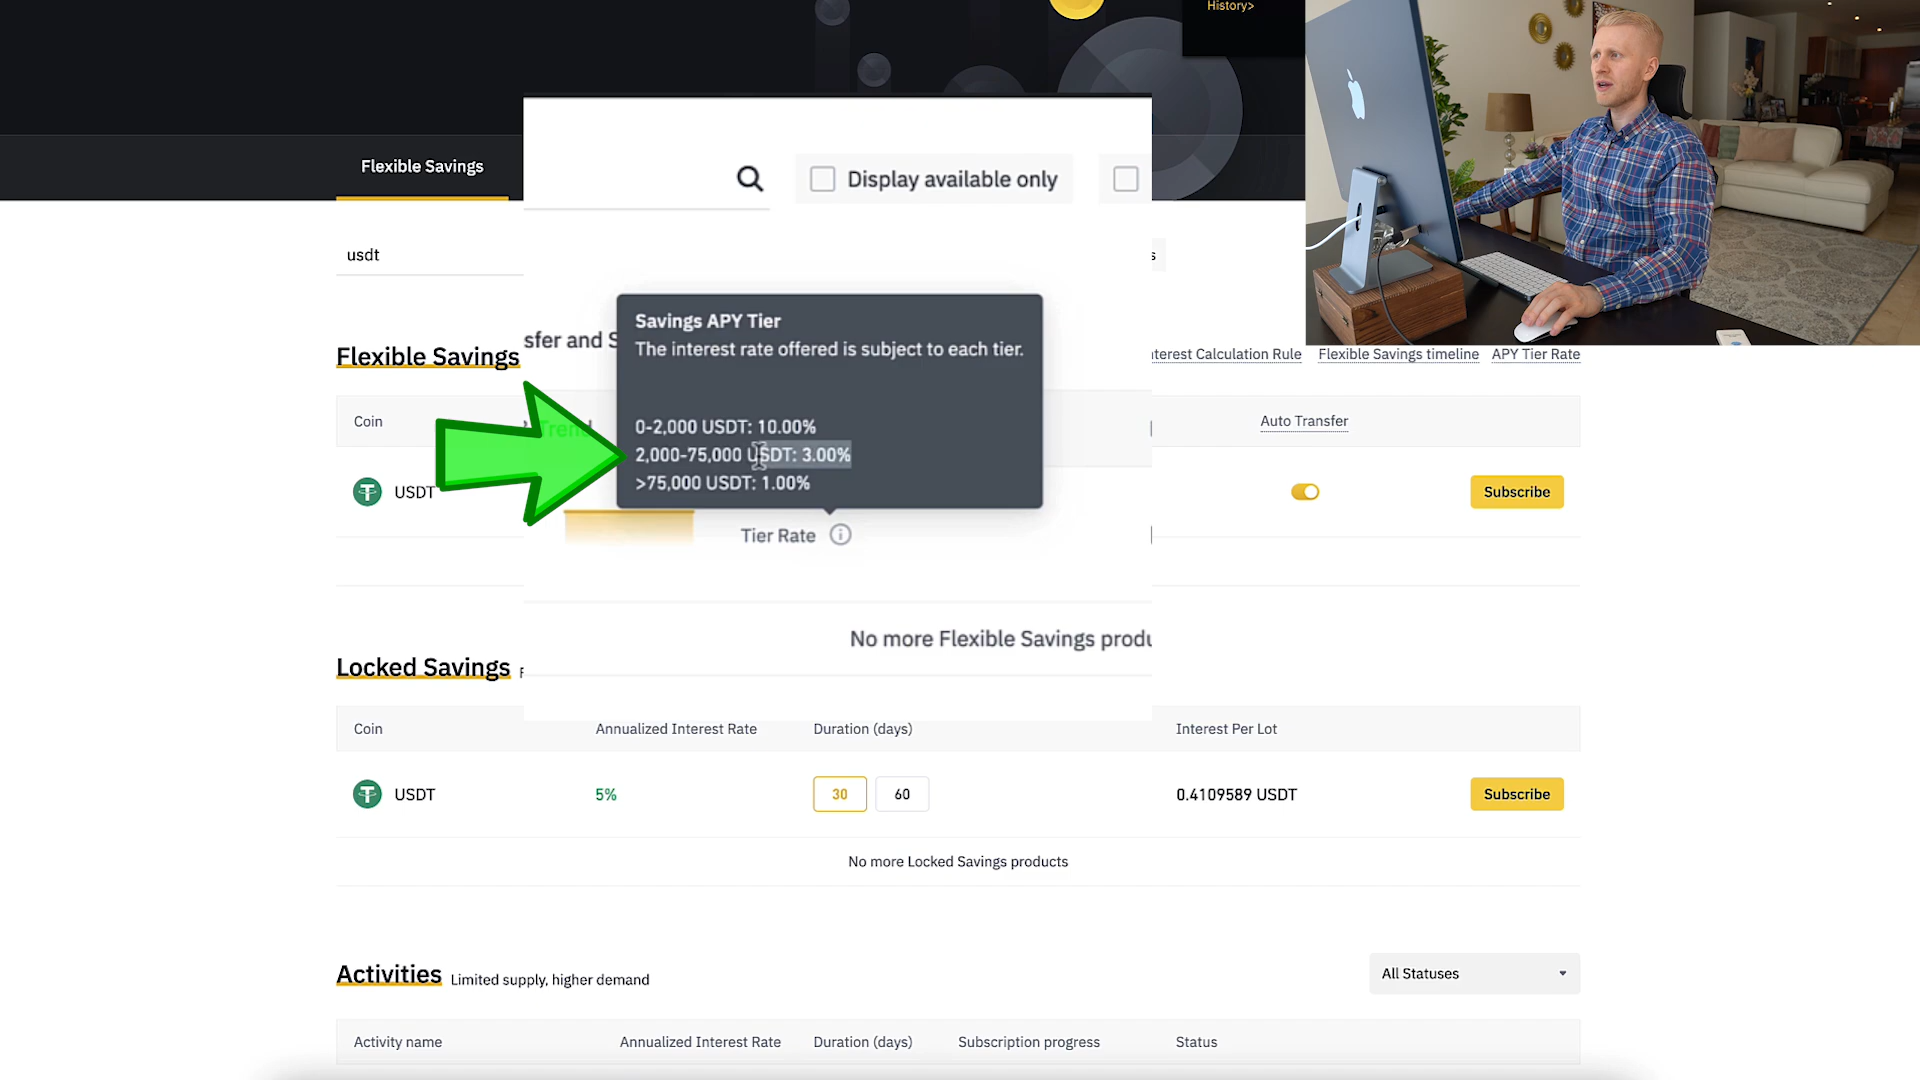 History>
Flexible Savings
Display available only
usdt
Savings APY Tier
The interest rate offered is subject to each tier.
0-2,000 USDT: 10.00%
2,000-75,000 USDT: 3.00%
>75,000 USDT: 1.00%
Tier Rate
Flexible Savings
sfer and S
nterest Calculation Rule
Flexible Savings timeline
APY Tier Rate
Coin
Trend
Auto Transfer
USDT
Subscribe
No more Flexible Savings produ
Locked Savings
Coin
Annualized Interest Rate
Duration (days)
Interest Per Lot
USDT
5%
30
60
0.4109589 USDT
Subscribe
No more Locked Savings products
Activities
Limited supply, higher demand
All Statuses
Activity name
Annualized Interest Rate
Duration (days)
Subscription progress
Status